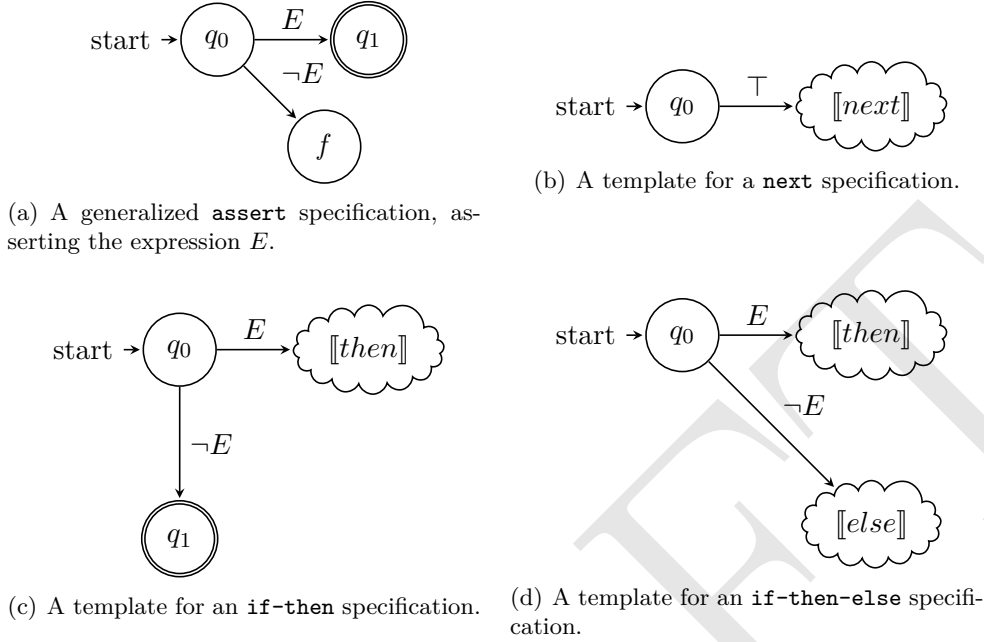 start q₀ E q₁
¬E
f
(a) A generalized assert specification, as-
serting the expression E.
start q₀ ⊤ ⟦next⟧
(b) A template for a next specification.
start q₀ E ⟦then⟧
¬E
q₁
(c) A template for an if-then specification.
start q₀ E ⟦then⟧
¬E
⟦else⟧
(d) A template for an if-then-else specifi-
cation.
FT